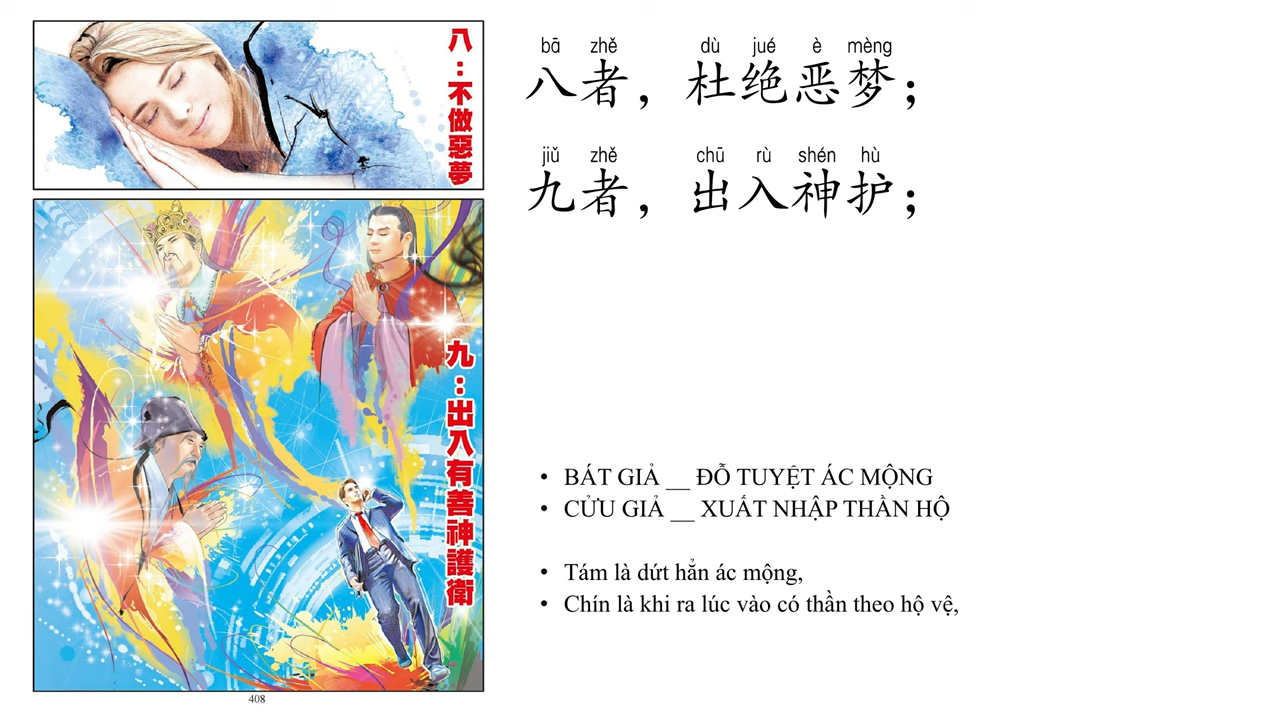 八：不做惡夢
九：出入有善神護衛
408
bā zhě dù jué è mèng
八者，杜绝恶梦；
jiǔ zhě chū rù shén hù
九者，出入神护；
• BÁT GIẢ __ ĐỖ TUYỆT ÁC MỘNG
• CỬU GIẢ __ XUẤT NHẬP THẦN HỘ
• Tám là dứt hẳn ác mộng,
• Chín là khi ra lúc vào có thần theo hộ vệ,